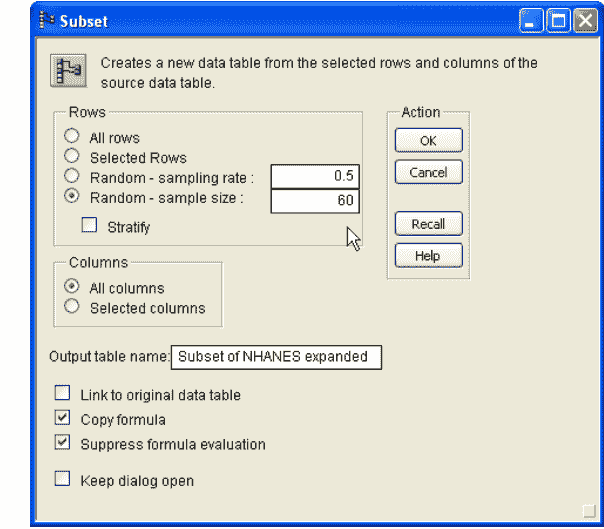 Subset
Creates a new data table from the selected rows and columns of the
source data table.
Rows
All rows
Selected Rows
Random - sampling rate : 0.5
Random - sample size : 60
Stratify
Action
OK
Cancel
Recall
Help
Columns
All columns
Selected columns
Output table name: Subset of NHANES expanded
Link to original data table
Copy formula
Suppress formula evaluation
Keep dialog open